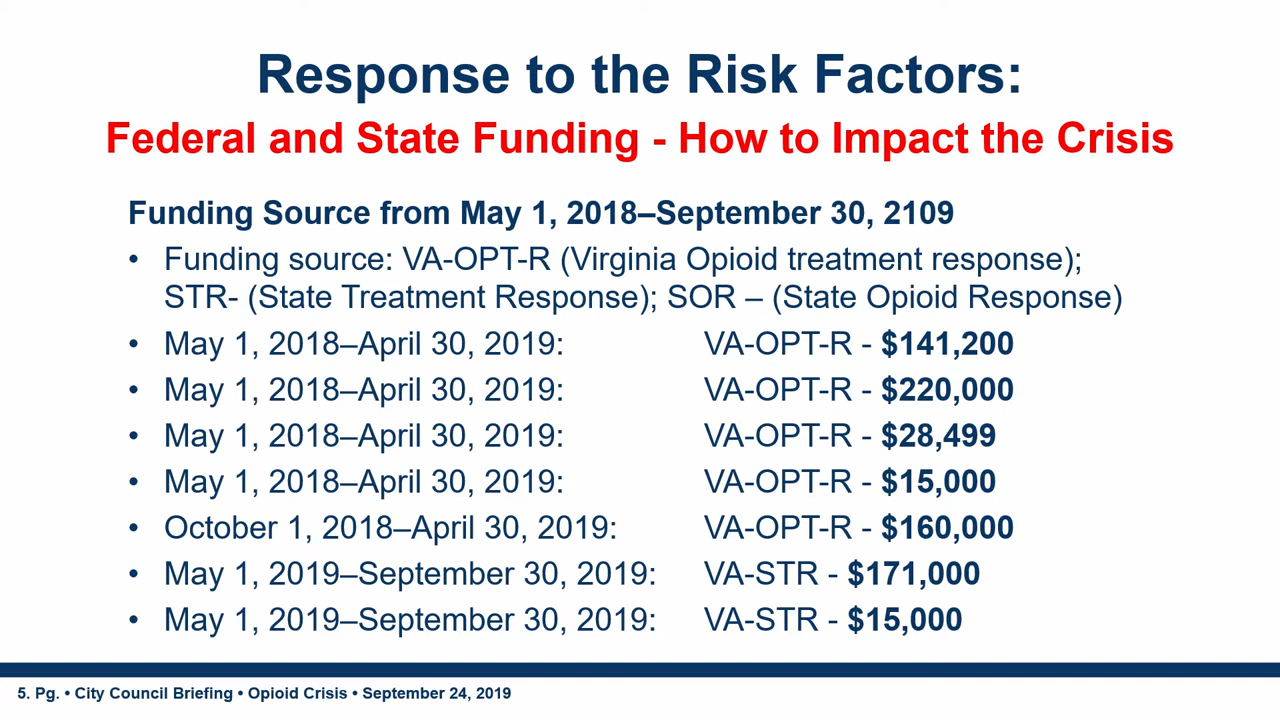 Response to the Risk Factors:
Federal and State Funding - How to Impact the Crisis
Funding Source from May 1, 2018–September 30, 2109
• Funding source: VA-OPT-R (Virginia Opioid treatment response);
STR- (State Treatment Response); SOR – (State Opioid Response)
• May 1, 2018–April 30, 2019: VA-OPT-R - $141,200
• May 1, 2018–April 30, 2019: VA-OPT-R - $220,000
• May 1, 2018–April 30, 2019: VA-OPT-R - $28,499
• May 1, 2018–April 30, 2019: VA-OPT-R - $15,000
• October 1, 2018–April 30, 2019: VA-OPT-R - $160,000
• May 1, 2019–September 30, 2019: VA-STR - $171,000
• May 1, 2019–September 30, 2019: VA-STR - $15,000
5. Pg. • City Council Briefing • Opioid Crisis • September 24, 2019